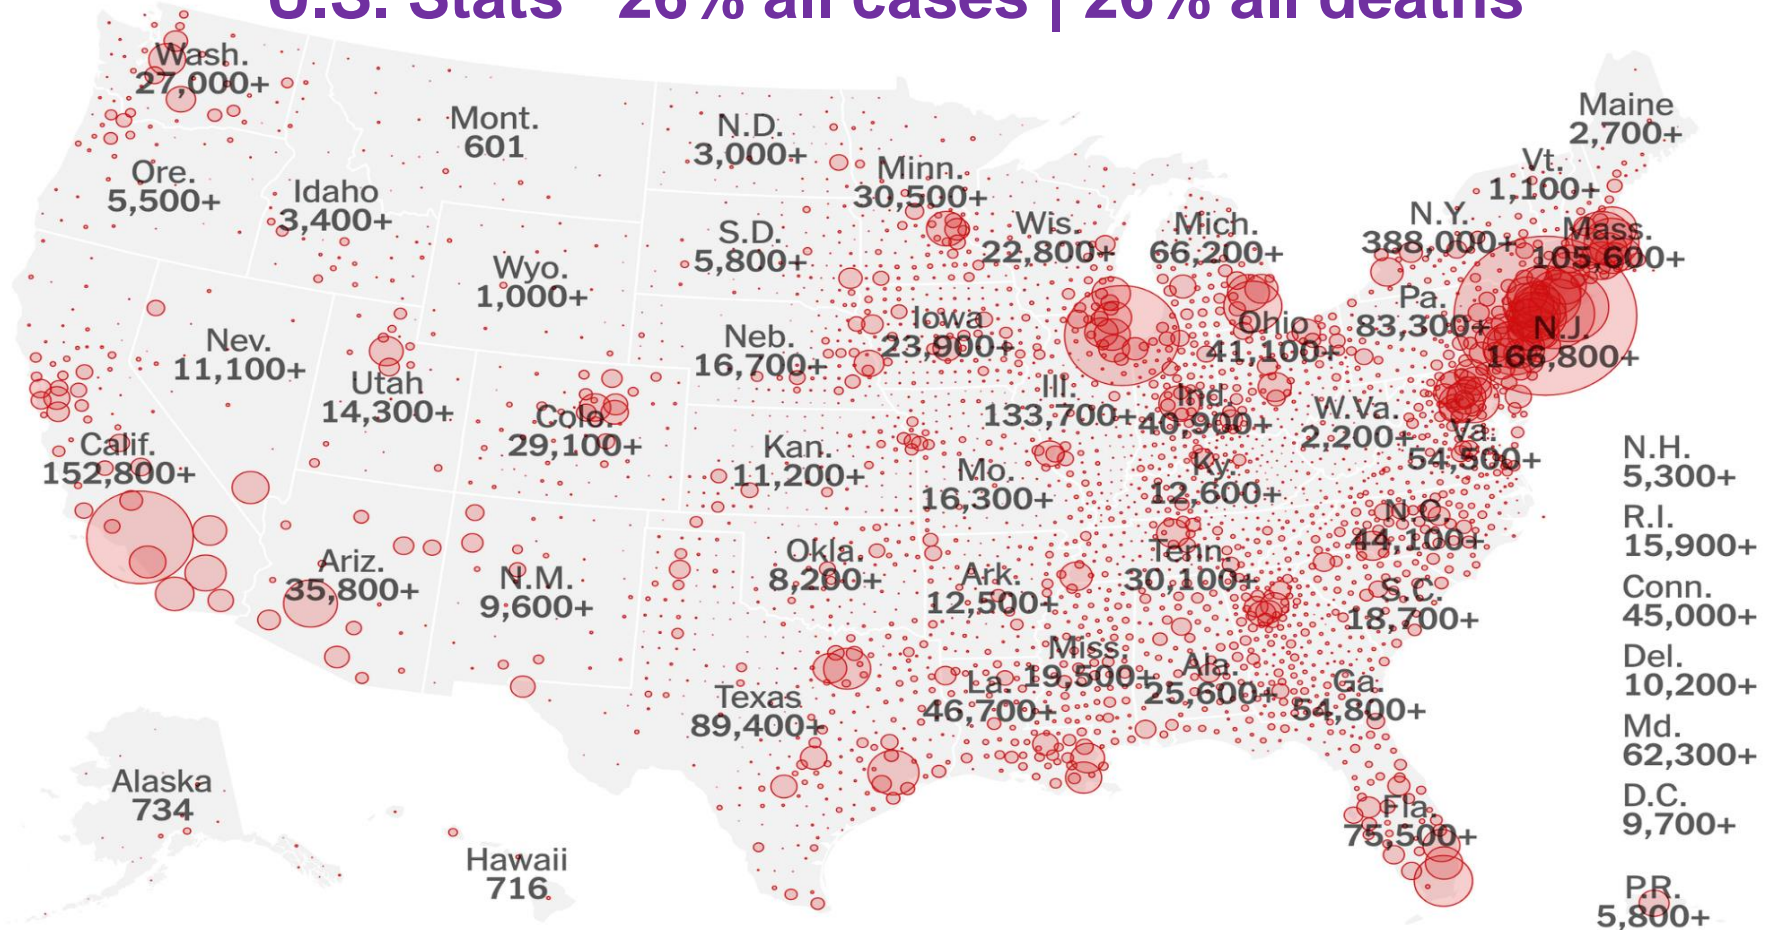 U.S. Stats 26% all cases | 26% all deaths
Wash.
27,000+
Ore.
5,500+
Idaho
3,400+
Mont.
601
N.D.
3,000+
Minn.
30,500+
S.D.
5,800+
Wis.
22,800+
Mich.
66,200+
Maine
2,700+
Vt.
1,100+
N.Y.
388,000+
Mass.
105,600+
Wyo.
1,000+
Nev.
11,100+
Utah
14,300+
Colo.
29,100+
Neb.
16,700+
Iowa
23,900+
Ohio
41,100+
Pa.
83,300+
N.J.
166,800+
Calif.
152,800+
Kan.
11,200+
Ill.
133,700+
Ind.
40,900+
W.Va.
2,200+
Va.
54,500+
Mo.
16,300+
Ky.
12,600+
Ariz.
35,800+
N.M.
9,600+
Okla.
8,200+
Ark.
12,500+
Tenn.
30,100+
N.C.
44,100+
S.C.
18,700+
Texas
89,400+
La.
46,700+
Miss.
19,500+
Ala.
25,600+
Ga.
54,800+
Fla.
75,500+
Alaska
734
Hawaii
716
N.H.
5,300+
R.I.
15,900+
Conn.
45,000+
Del.
10,200+
Md.
62,300+
D.C.
9,700+
P.R.
5,800+